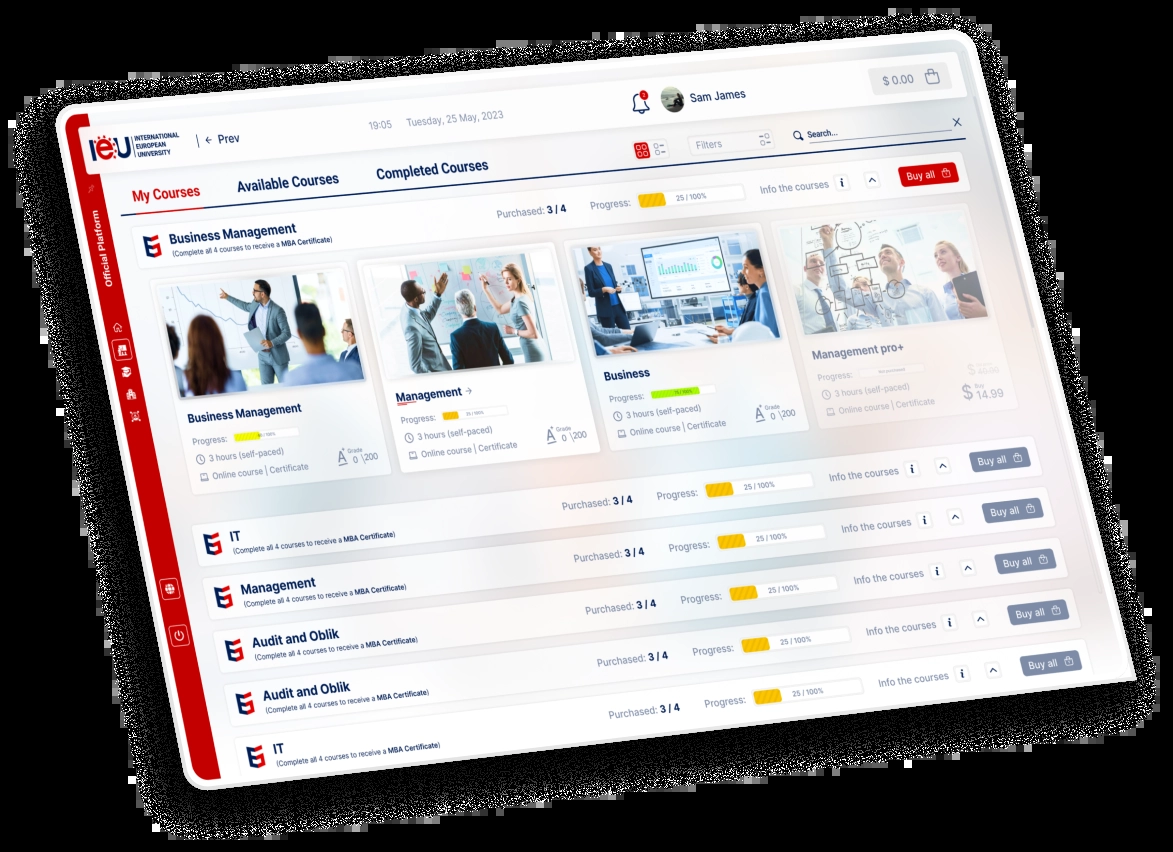 IEU INTERNATIONAL
EUROPEAN
UNIVERSITY
← Prev
19:05 Tuesday, 25 May, 2023
Sam James
$ 0.00
My Courses
Available Courses
Completed Courses
Filters
Search...
Official Platform
Business Management
(Complete all 4 courses to receive a MBA Certificate)
Purchased: 3 / 4
Progress: 25 / 100%
Info the courses
Buy all
Business Management
Progress:
3 hours (self-paced)
Online course | Certificate
Grade
0 \200
Management →
Progress: 25 / 100%
3 hours (self-paced)
Online course | Certificate
Grade
0 \200
Business
Progress: 75 / 100%
3 hours (self-paced)
Online course | Certificate
Grade
0 \200
Management pro+
Progress:
3 hours (self-paced)
Online course | Certificate
Buy
$ 14.99
IT
(Complete all 4 courses to receive a MBA Certificate)
Purchased: 3 / 4
Progress: 25 / 100%
Info the courses
Buy all
Management
(Complete all 4 courses to receive a MBA Certificate)
Purchased: 3 / 4
Progress: 25 / 100%
Info the courses
Buy all
Audit and Oblik
(Complete all 4 courses to receive a MBA Certificate)
Purchased: 3 / 4
Progress: 25 / 100%
Info the courses
Buy all
Audit and Oblik
(Complete all 4 courses to receive a MBA Certificate)
Purchased: 3 / 4
Progress: 25 / 100%
Info the courses
Buy all
IT
(Complete all 4 courses to receive a MBA Certificate)
Purchased: 3 / 4
Progress: 25 / 100%
Info the courses
Buy all